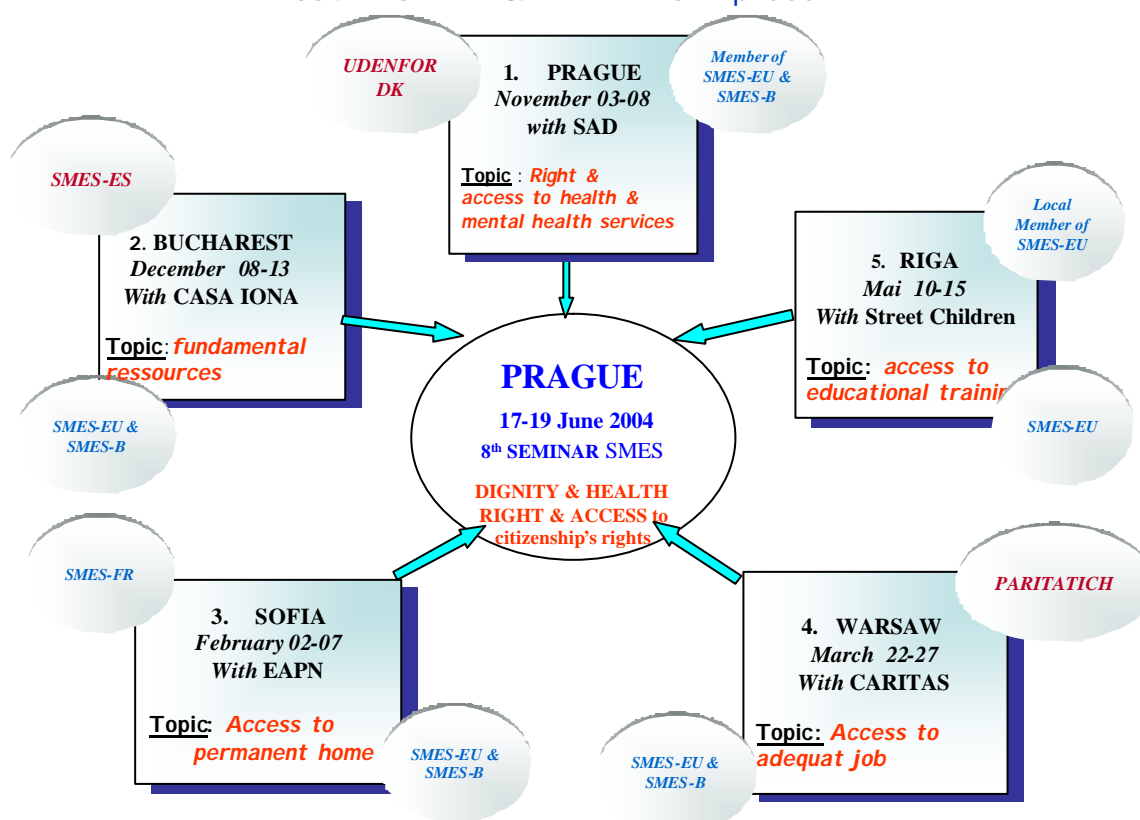 UDENFOR
DK
1. PRAGUE
November 03-08
with SAD
Topic : Right &
access to health &
mental health services
Member of
SMES-EU &
SMES-B
SMES-ES
2. BUCHAREST
December 08-13
With CASA IONA
Topic: fundamental
ressources
SMES-EU &
SMES-B
Local
Member of
SMES-EU
5. RIGA
Mai 10-15
With Street Children
Topic: access to
educational
SMES-EU
PRAGUE
17-19 June 2004
8th SEMINAR SMES
DIGNITY & HEALTH
RIGHT & ACCESS to
citizenship's rights
SMES-FR
3. SOFIA
February 02-07
With EAPN
Topic: Access to
permanent home
SMES-EU &
SMES-B
PARITATICH
4. WARSAW
March 22-27
With CARITAS
Topic: Access to
adequat job
SMES-EU &
SMES-B